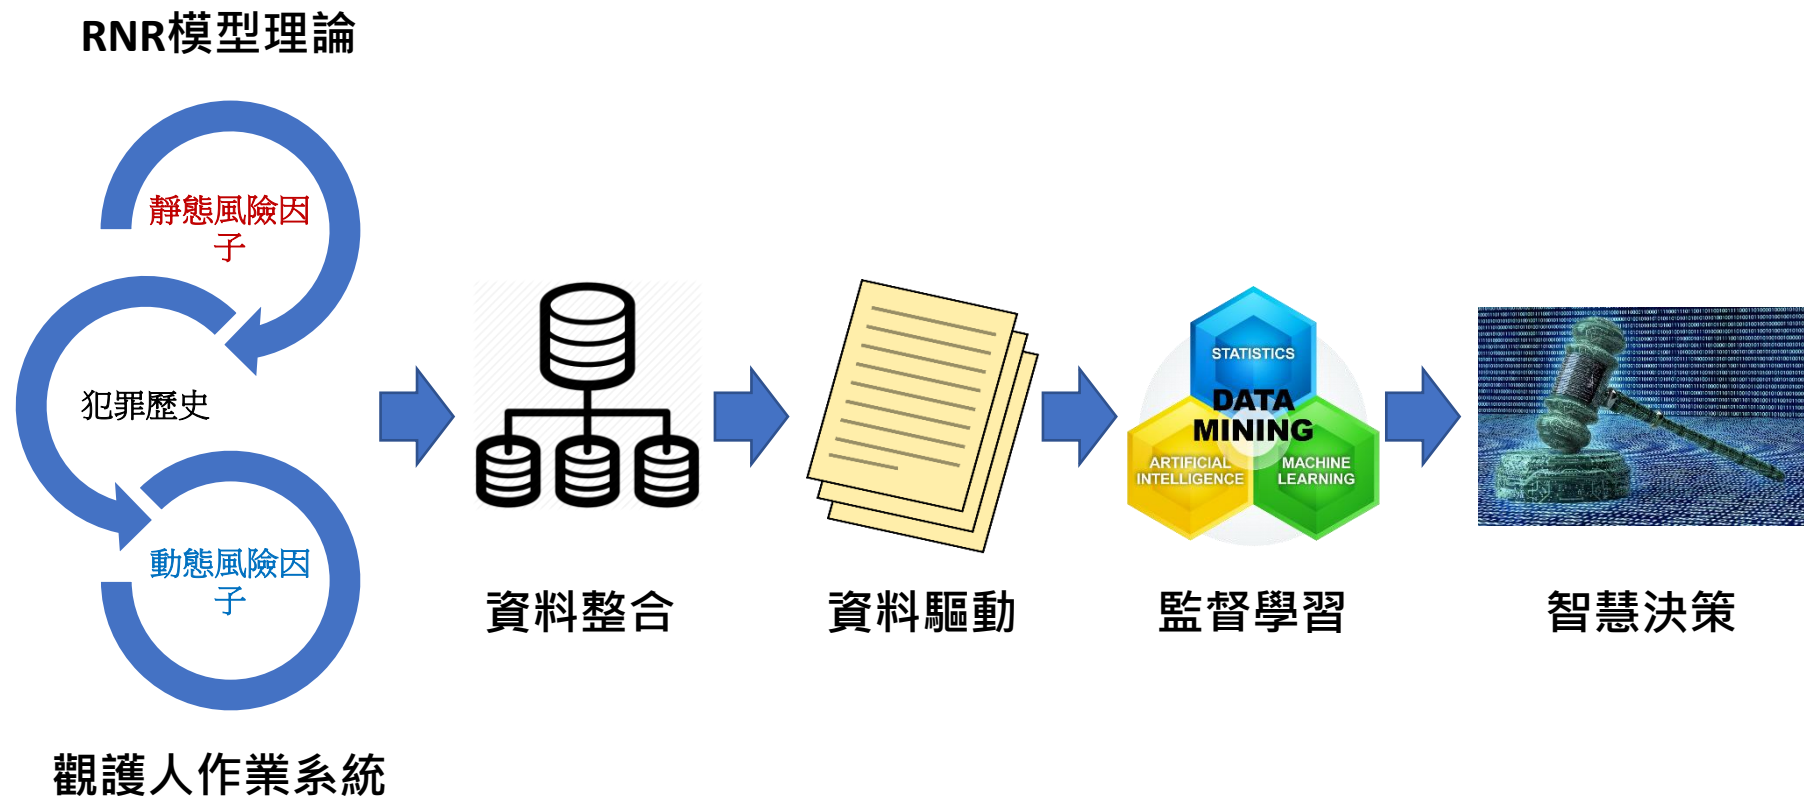 RNR模型理論
靜態風險因
子
犯罪歷史
動態風險因
子
觀護人作業系統
資料整合
資料驅動
STATISTICS
DATA
MINING
ARTIFICIAL
INTELLIGENCE
MACHINE
LEARNING
監督學習
智慧決策